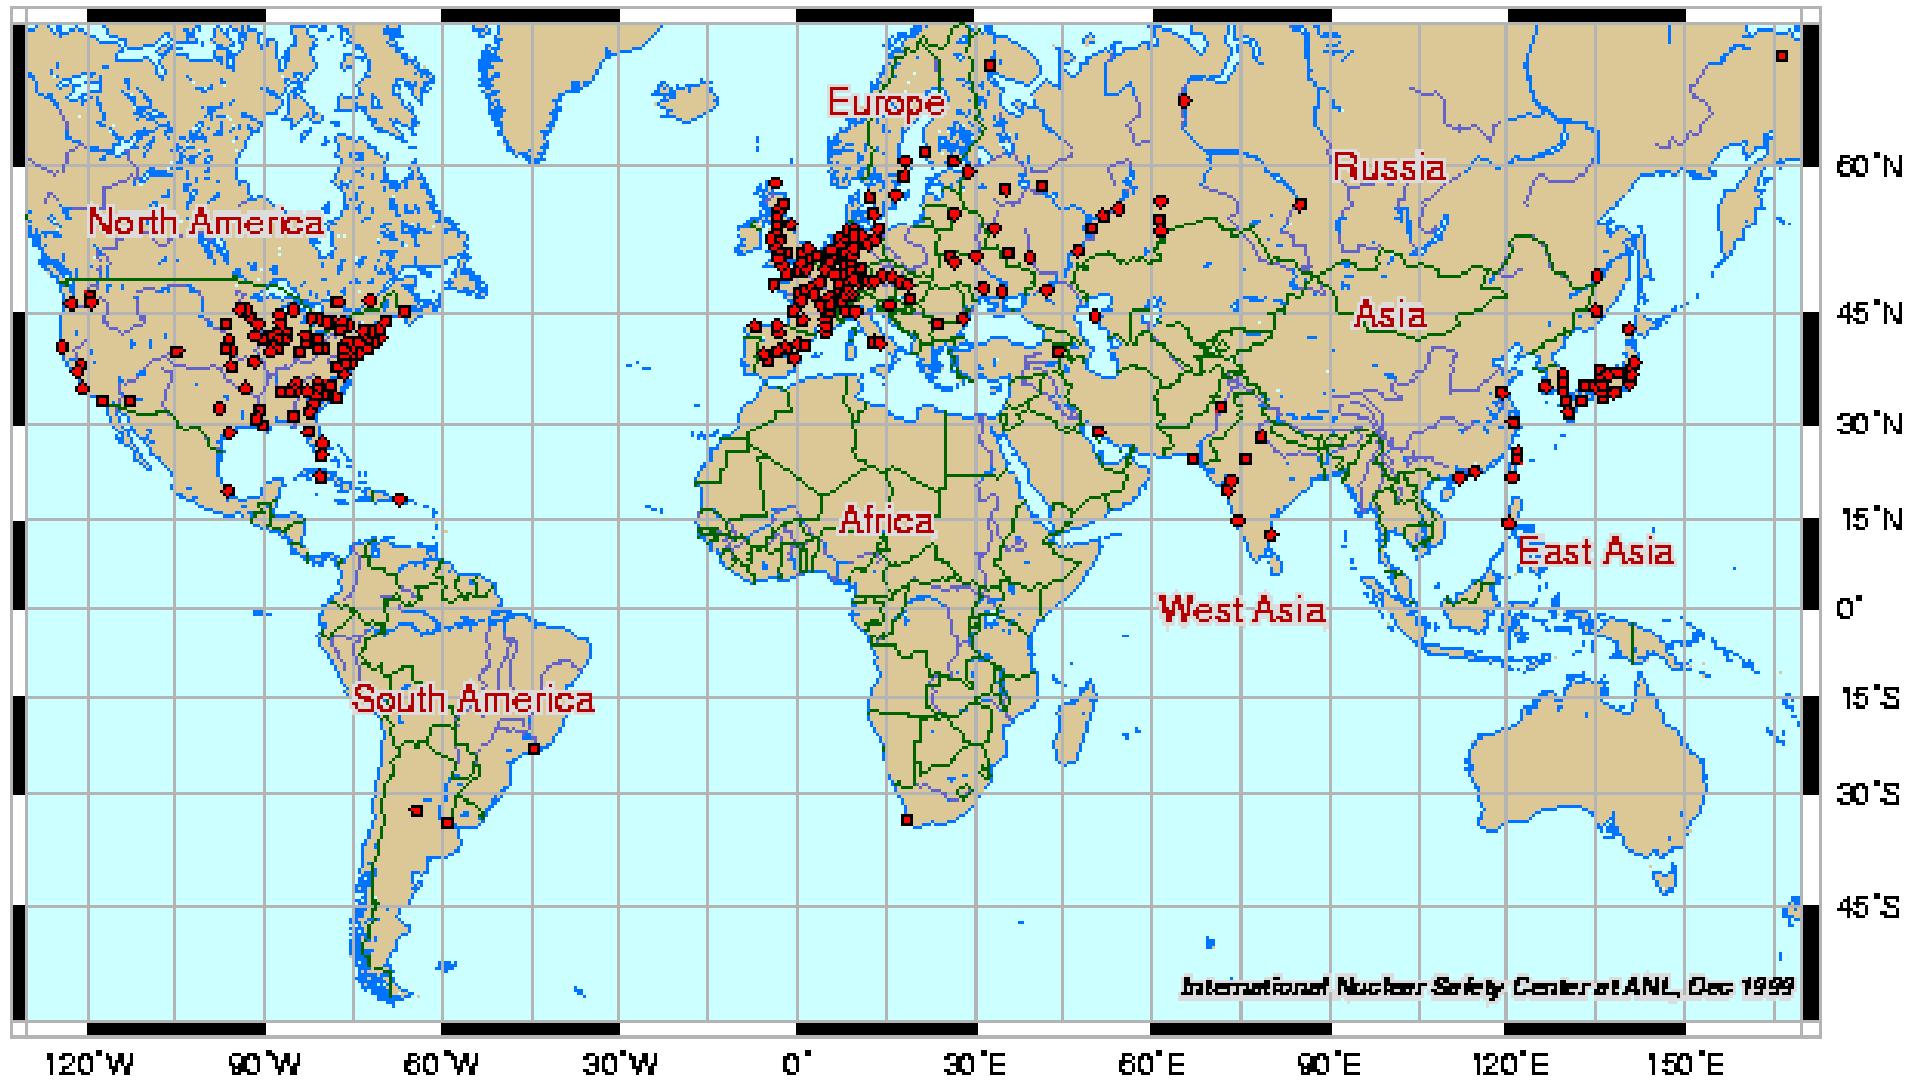 Europe
Russia
North America
Asia
Africa
East Asia
West Asia
South America
International Nuclear Safety Center at ANL, Dec 1999
60°N
45°N
30°N
15°N
0°
15°S
30°S
45°S
120°W 90°W 60°W 30°W 0° 30°E 60°E 90°E 120°E 150°E